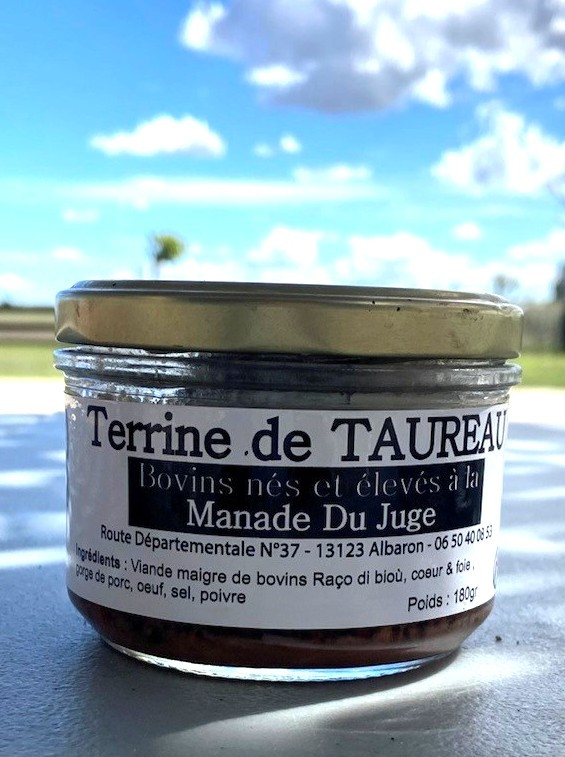 Terrine de TAUREAU
Bovins nés et élevés à la
Manade Du Juge
Route Départementale N°37 - 13123 Albaron - 06 50 40 08 53
Ingrédients : Viande maigre de bovins Raço di bioù, coeur & foie,
gorge de porc, oeuf, sel, poivre
Poids : 180gr